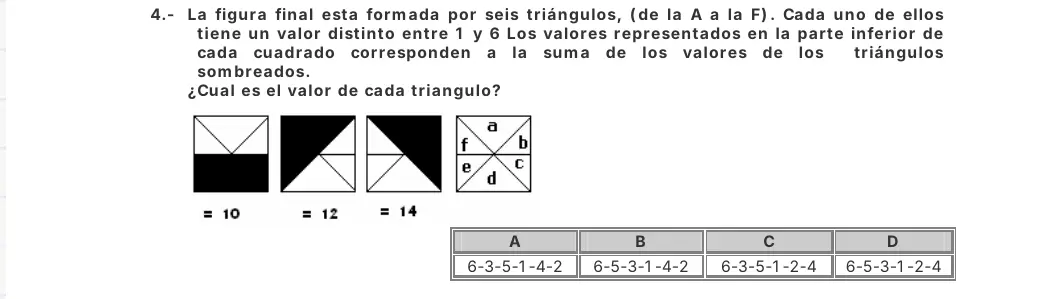 4.- La figura final esta formada por seis triángulos, (de la A a la F). Cada uno de ellos
tiene un valor distinto entre 1 y 6 Los valores representados en la parte inferior de
cada cuadrado corresponden a la suma de los valores de los triángulos
sombreados.
¿Cual es el valor de cada triangulo?
a
f b
e c
d
= 10 = 12 = 14
A B C D
6-3-5-1-4-2 6-5-3-1-4-2 6-3-5-1-2-4 6-5-3-1-2-4